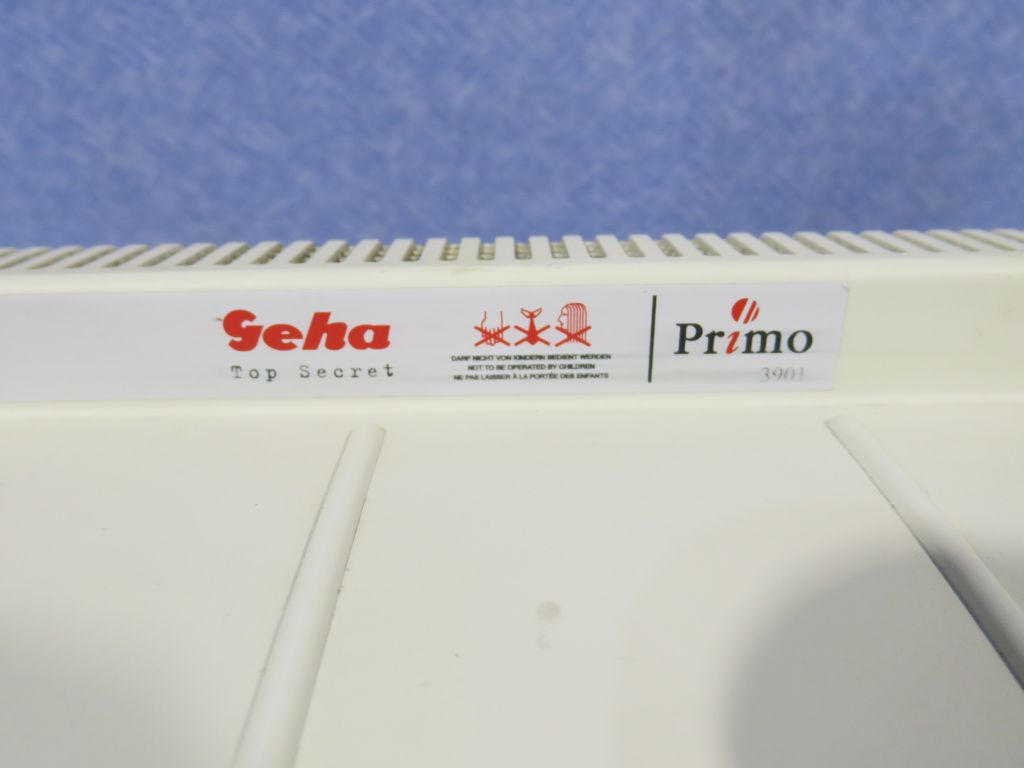 Geha
Top Secret
DARF NICHT VON KINDERN BEDIENT WERDEN
NOT TO BE OPERATED BY CHILDREN
NE PAS LAISSER À LA PORTÉE DES ENFANTS
Primo
3901